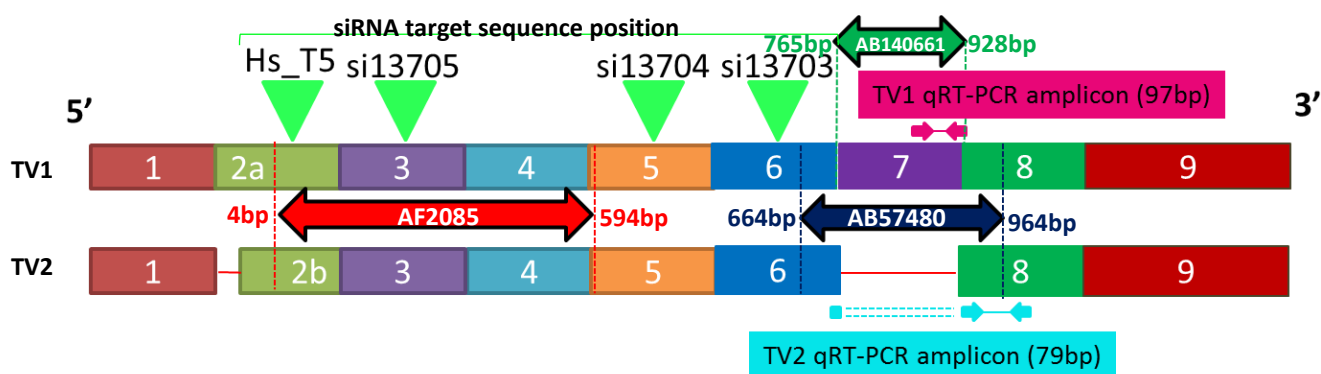 siRNA target sequence position
765bp AB140661 928bp
Hs_T5 si13705 si13704 si13703
TV1 qRT-PCR amplicon (97bp)
5’ 3’
TV1 1 2a 3 4 5 6 7 8 9
4bp AF2085 594bp 664bp AB57480 964bp
TV2 1 2b 3 4 5 6 8 9
TV2 qRT-PCR amplicon (79bp)